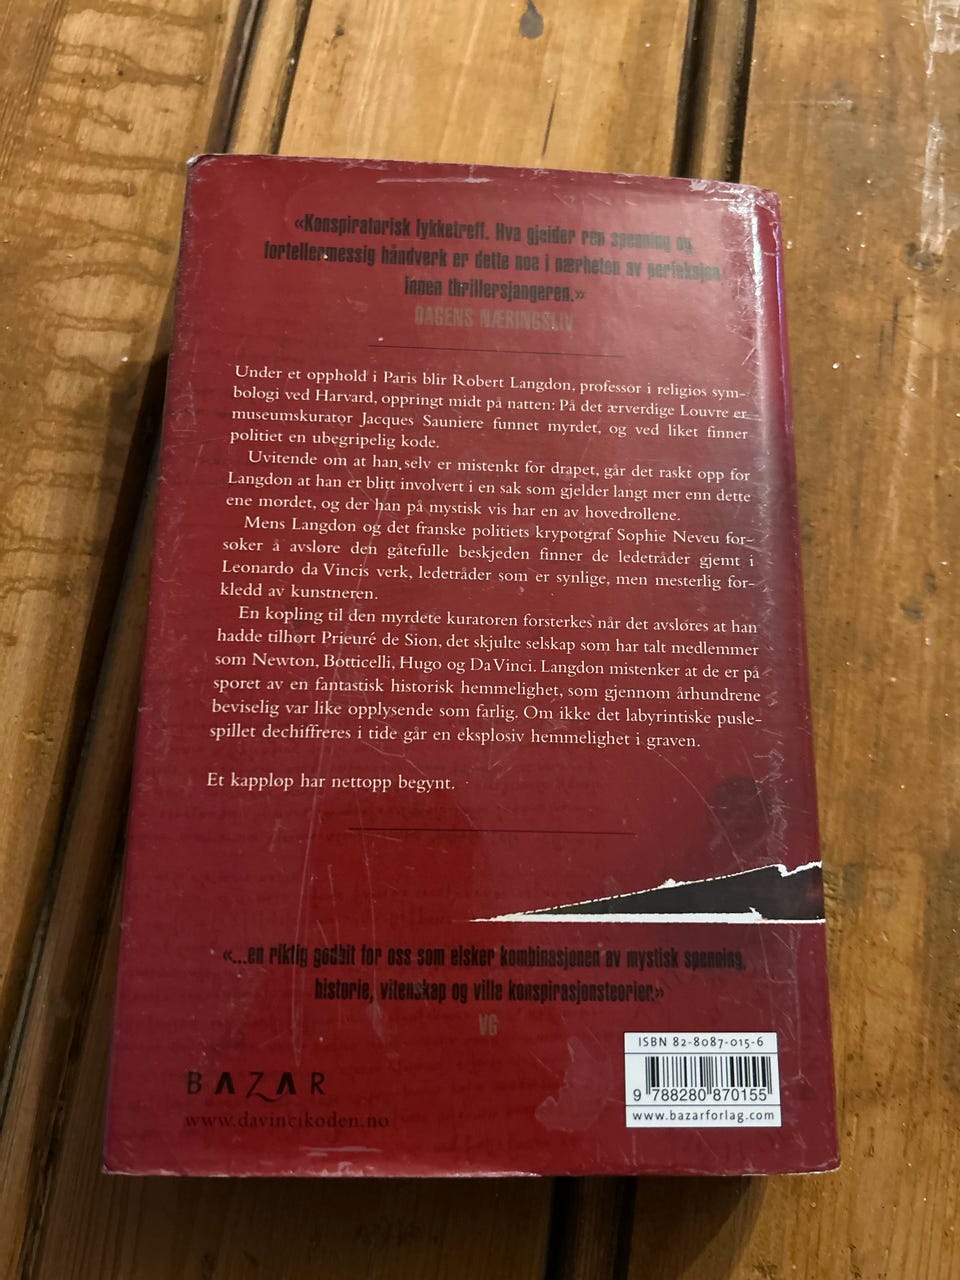 «Konspiratorisk lykketreff. Hva gjelder ren spenning og
fortellermessig håndverk er dette noe i nærheten av perfeksjon
innen thrillersjangeren.»
DAGENS NÆRINGSLIV
Under et opphold i Paris blir Robert Langdon, professor i religiøs sym-
bologi ved Harvard, oppringt midt på natten: På det ærverdige Louvre er
museumskurator Jacques Sauniere funnet myrdet, og ved liket finner
politiet en ubegripelig kode.
Uvitende om at han selv er mistenkt for drapet, går det raskt opp for
Langdon at han er blitt involvert i en sak som gjelder langt mer enn dette
ene mordet, og der han på mystisk vis har en av hovedrollene.
Mens Langdon og det franske politiets krypotgraf Sophie Neveu for-
søker å avsløre den gåtefulle beskjeden finner de ledetråder gjemt i
Leonardo da Vincis verk, ledetråder som er synlige, men mesterlig for-
kledd av kunstneren.
En kopling til den myrdete kuratoren forsterkes når det avsløres at han
hadde tilhørt Prieuré de Sion, det skjulte selskap som har talt medlemmer
som Newton, Botticelli, Hugo og Da Vinci. Langdon mistenker at de er på
sporet av en fantastisk historisk hemmelighet, som gjennom århundrene
beviselig var like opplysende som farlig. Om ikke det labyrintiske pusle-
spillet dechiffreres i tide går en eksplosiv hemmelighet i graven.
Et kappløp har nettopp begynt.
«...en riktig godbit for oss som elsker kombinasjonen av mystisk spenning,
historie, vitenskap og ville konspirasjonsteorier.»
VG
ISBN 82-8087-015-6
9 788280 870155
www.bazarforlag.com
BAZAR
www.davincikoden.no